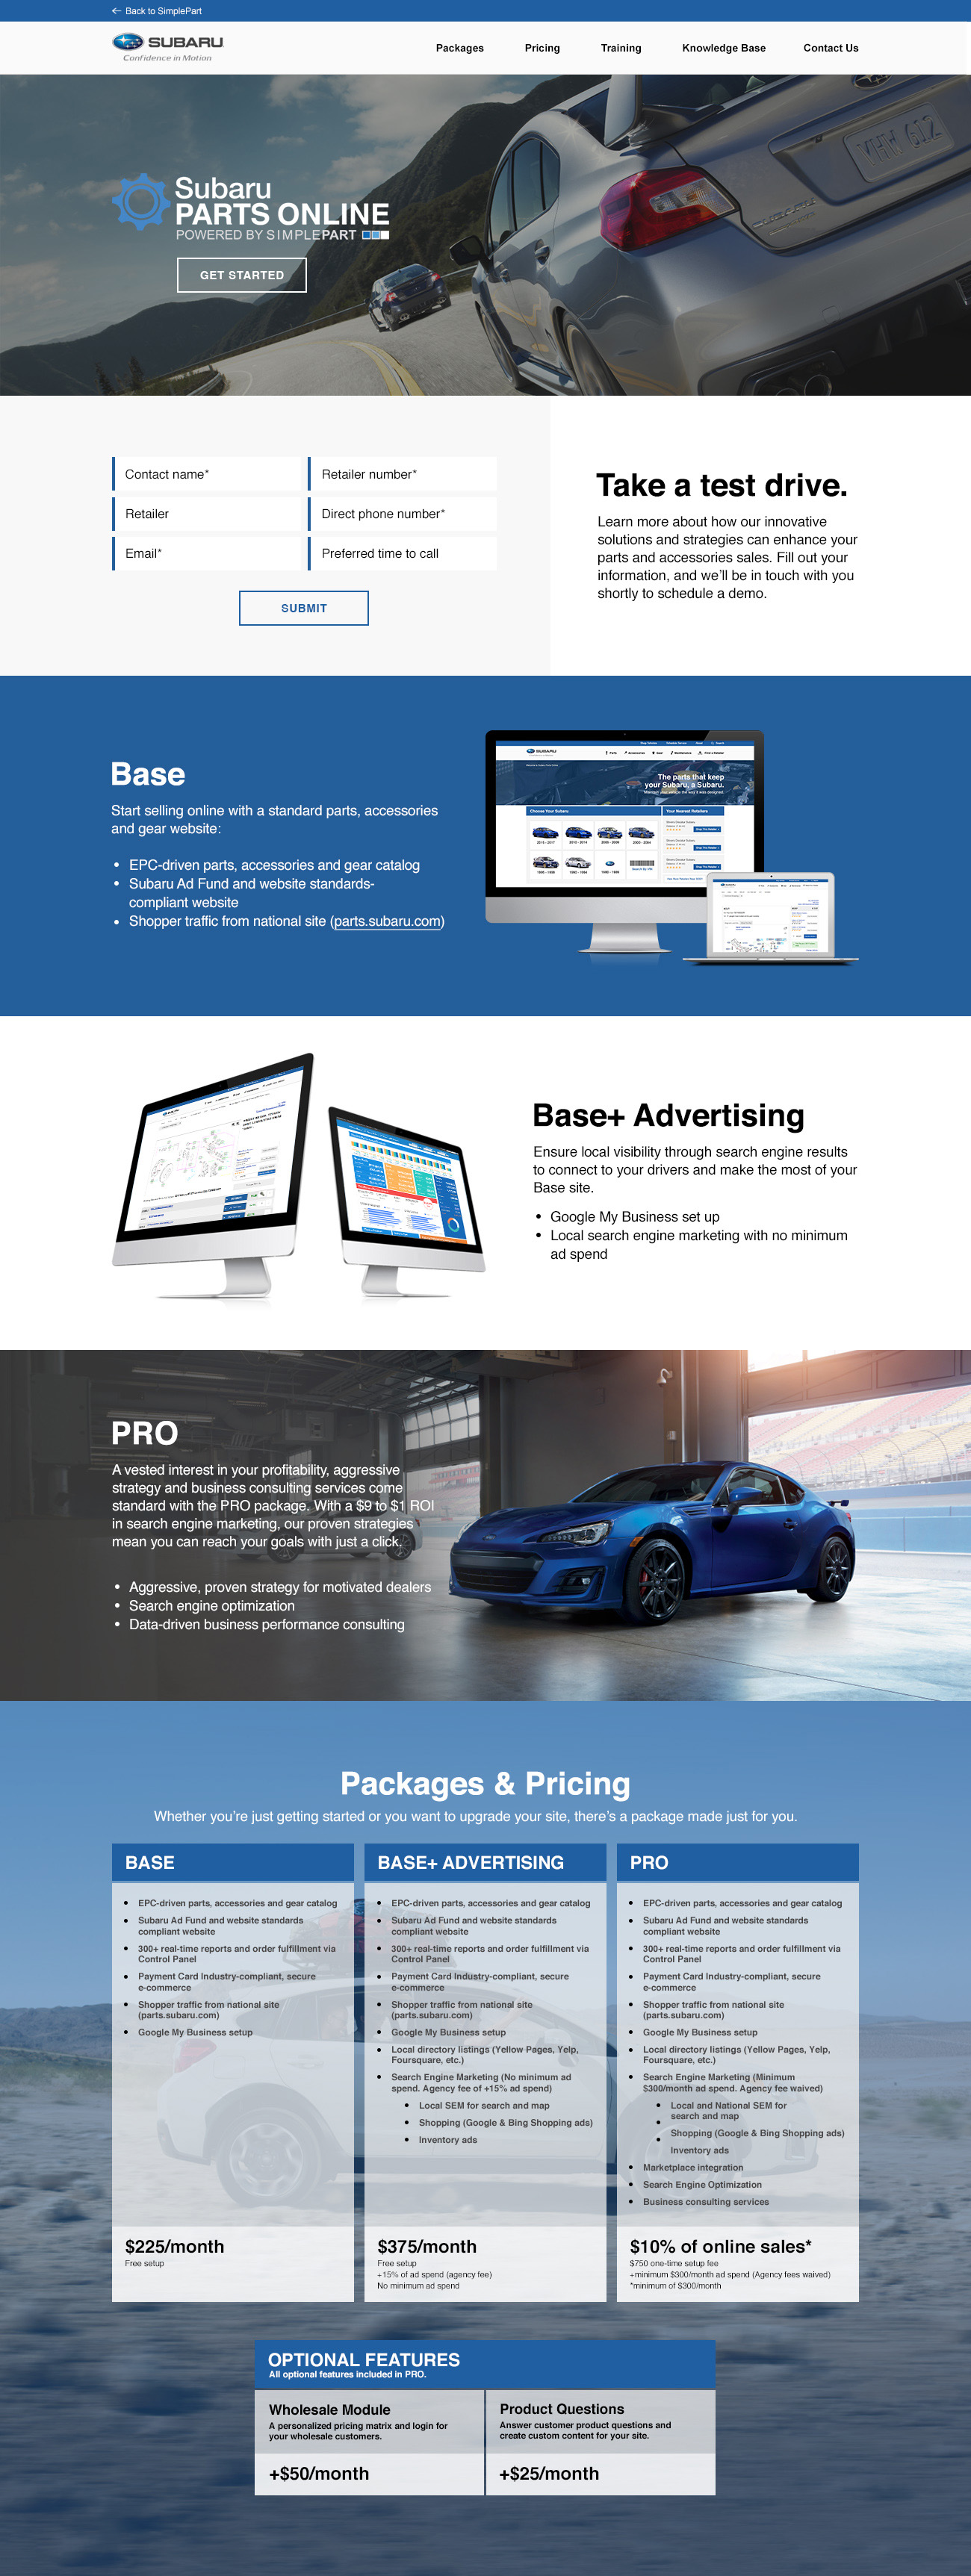 ← Back to SimplePart
SUBARU
Confidence in Motion
Packages
Pricing
Training
Knowledge Base
Contact Us
VHW 612
SUBARU
Subaru
PARTS ONLINE
POWERED BY SIMPLEPART
GET STARTED
Contact name*
Retailer number*
Retailer
Direct phone number*
Email*
Preferred time to call
SUBMIT
Take a test drive.
Learn more about how our innovative
solutions and strategies can enhance your
parts and accessories sales. Fill out your
information, and we'll be in touch with you
shortly to schedule a demo.
Base
Start selling online with a standard parts, accessories
and gear website:
• EPC-driven parts, accessories and gear catalog
• Subaru Ad Fund and website standards-
compliant website
• Shopper traffic from national site (parts.subaru.com)
SUBARU
The parts that keep
your Subaru, a Subaru.
Choose Your Subaru
Your Nearest Retailers
Base+ Advertising
Ensure local visibility through search engine results
to connect to your drivers and make the most of your
Base site.
• Google My Business set up
• Local search engine marketing with no minimum
ad spend
PRO
A vested interest in your profitability, aggressive
strategy and business consulting services come
standard with the PRO package. With a $9 to $1 ROI
in search engine marketing, our proven strategies
mean you can reach your goals with just a click.
• Aggressive, proven strategy for motivated dealers
• Search engine optimization
• Data-driven business performance consulting
Packages & Pricing
Whether you're just getting started or you want to upgrade your site, there's a package made just for you.
BASE
• EPC-driven parts, accessories and gear catalog
• Subaru Ad Fund and website standards
compliant website
• 300+ real-time reports and order fulfillment via
Control Panel
• Payment Card Industry-compliant, secure
e-commerce
• Shopper traffic from national site
(parts.subaru.com)
• Google My Business setup
$225/month
Free setup
BASE+ ADVERTISING
• EPC-driven parts, accessories and gear catalog
• Subaru Ad Fund and website standards
compliant website
• 300+ real-time reports and order fulfillment via
Control Panel
• Payment Card Industry-compliant, secure
e-commerce
• Shopper traffic from national site
(parts.subaru.com)
• Google My Business setup
• Local directory listings (Yellow Pages, Yelp,
Foursquare, etc.)
• Search Engine Marketing (No minimum ad
spend. Agency fee of +15% ad spend)
• Local SEM for search and map
• Shopping (Google & Bing Shopping ads)
• Inventory ads
$375/month
Free setup
+15% of ad spend (agency fee)
No minimum ad spend
PRO
• EPC-driven parts, accessories and gear catalog
• Subaru Ad Fund and website standards
compliant website
• 300+ real-time reports and order fulfillment via
Control Panel
• Payment Card Industry-compliant, secure
e-commerce
• Shopper traffic from national site
(parts.subaru.com)
• Google My Business setup
• Local directory listings (Yellow Pages, Yelp,
Foursquare, etc.)
• Search Engine Marketing (Minimum
$300/month ad spend. Agency fee waived)
• Local and National SEM for
search and map
• Shopping (Google & Bing Shopping ads)
• Inventory ads
• Marketplace integration
• Search Engine Optimization
• Business consulting services
$10% of online sales*
$750 one-time setup fee
+minimum $300/month ad spend (Agency fees waived)
*minimum of $300/month
OPTIONAL FEATURES
All optional features included in PRO.
Wholesale Module
A personalized pricing matrix and login for
your wholesale customers.
+$50/month
Product Questions
Answer customer product questions and
create custom content for your site.
+$25/month